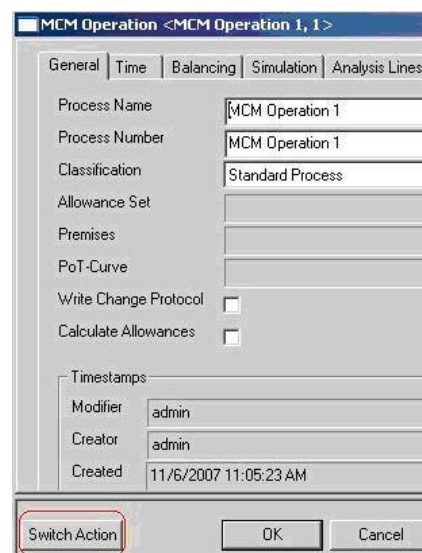 MCM Operation <MCM Operation 1, 1>
General Time Balancing Simulation Analysis Lines
Process Name MCM Operation 1
Process Number MCM Operation 1
Classification Standard Process
Allowance Set
Premises
PoT-Curve
Write Change Protocol
Calculate Allowances
Timestamps
Modifier admin
Creator admin
Created 11/6/2007 11:05:23 AM
Switch Action OK Cancel